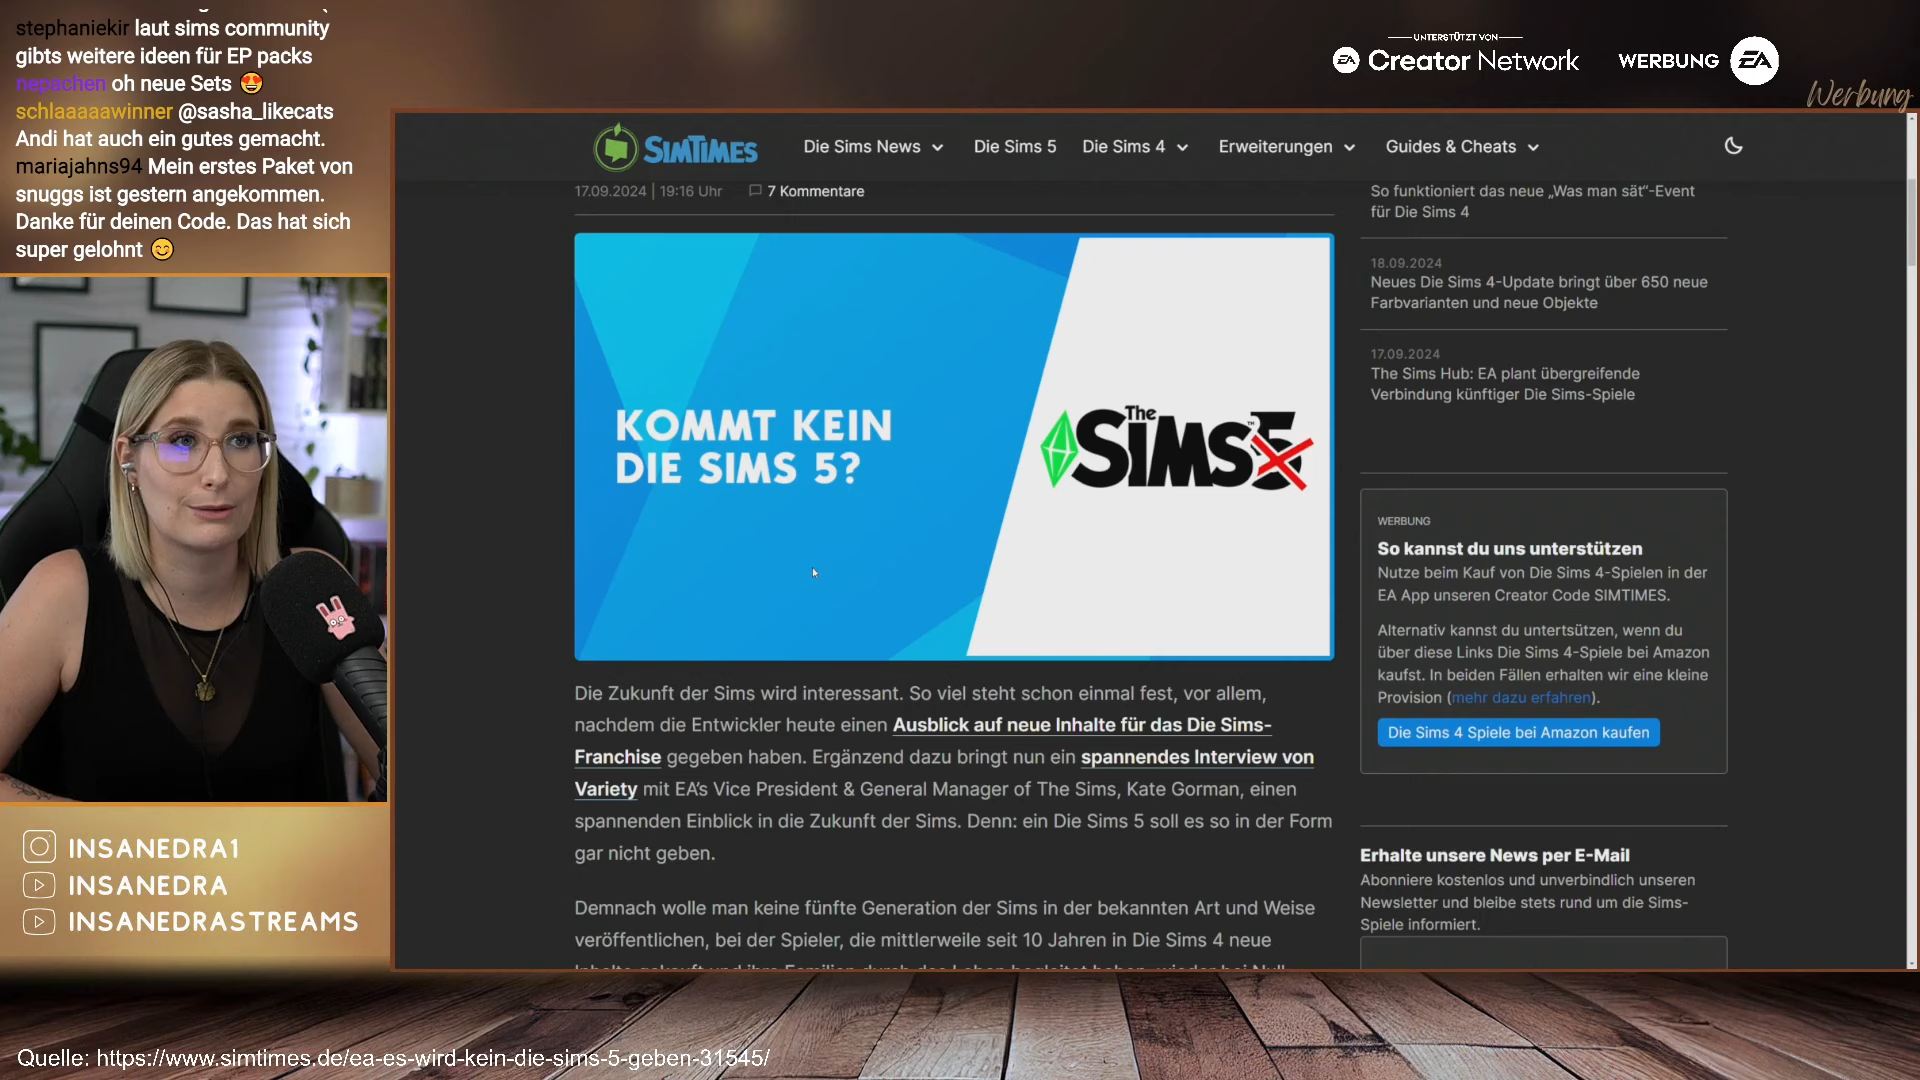 stephaniekir laut sims community
gibts weitere ideen für EP packs
nepachen oh neue Sets 😍
schlaaaaawinner @sasha_likecats
Andi hat auch ein gutes gemacht.
mariajahns94 Mein erstes Paket von
snuggs ist gestern angekommen.
Danke für deinen Code. Das hat sich
super gelohnt 😊
UNTERSTÜTZT VON
EA Creator Network
WERBUNG EA
Werbung
SIMTIMES
Die Sims News
Die Sims 5
Die Sims 4
Erweiterungen
Guides & Cheats
17.09.2024 | 19:16 Uhr
7 Kommentare
KOMMT KEIN
DIE SIMS 5?
The SIMS 5
Die Zukunft der Sims wird interessant. So viel steht schon einmal fest, vor allem,
nachdem die Entwickler heute einen Ausblick auf neue Inhalte für das Die Sims-
Franchise gegeben haben. Ergänzend dazu bringt nun ein spannendes Interview von
Variety mit EA's Vice President & General Manager of The Sims, Kate Gorman, einen
spannenden Einblick in die Zukunft der Sims. Denn: ein Die Sims 5 soll es so in der Form
gar nicht geben.
Demnach wolle man keine fünfte Generation der Sims in der bekannten Art und Weise
veröffentlichen, bei der Spieler, die mittlerweile seit 10 Jahren in Die Sims 4 neue
So funktioniert das neue „Was man sät“-Event
für Die Sims 4
18.09.2024
Neues Die Sims 4-Update bringt über 650 neue
Farbvarianten und neue Objekte
17.09.2024
The Sims Hub: EA plant übergreifende
Verbindung künftiger Die Sims-Spiele
WERBUNG
So kannst du uns unterstützen
Nutze beim Kauf von Die Sims 4-Spielen in der
EA App unseren Creator Code SIMTIMES.
Alternativ kannst du untertsützen, wenn du
über diese Links Die Sims 4-Spiele bei Amazon
kaufst. In beiden Fällen erhalten wir eine kleine
Provision (mehr dazu erfahren).
Die Sims 4 Spiele bei Amazon kaufen
Erhalte unsere News per E-Mail
Abonniere kostenlos und unverbindlich unseren
Newsletter und bleibe stets rund um die Sims-
Spiele informiert.
INSANEDRA1
INSANEDRA
INSANEDRASTREAMS
Quelle: https://www.simtimes.de/ea-es-wird-kein-die-sims-5-geben-31545/